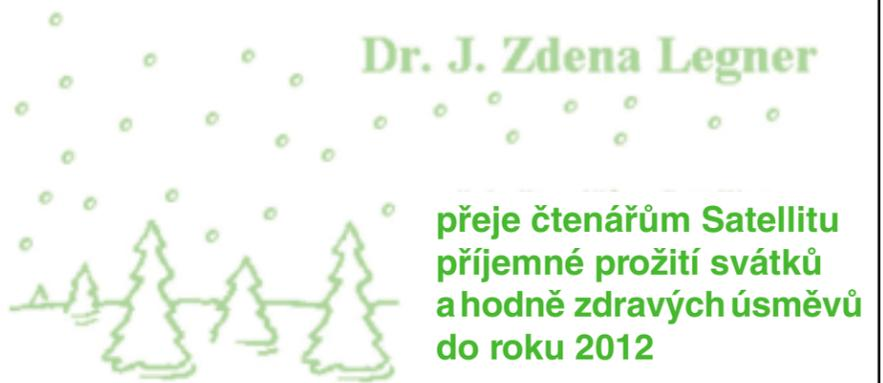 Dr. J. Zdena Legner
přeje čtenářům Satellitu
příjemné prožití svátků
a hodně zdravých úsměvů
do roku 2012